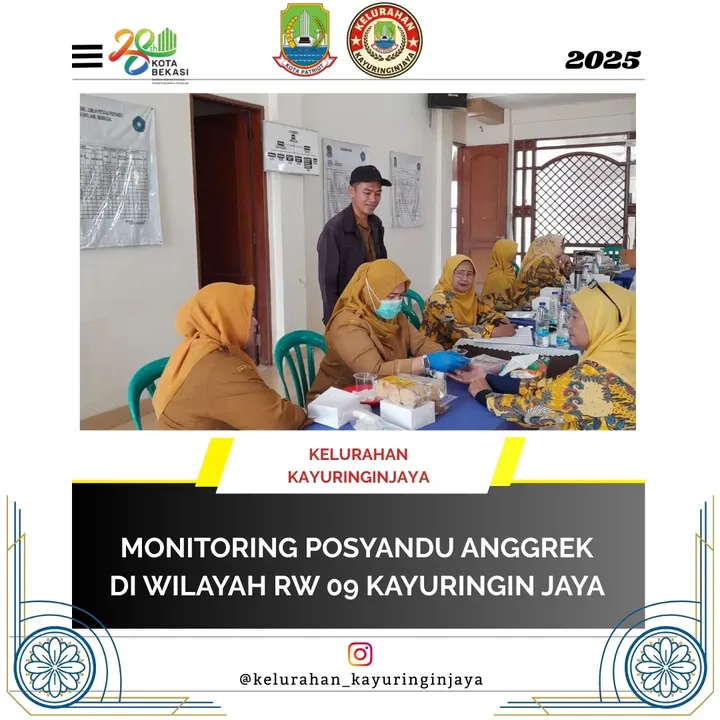 28th
KOTA
BEKASI
KOTA PATRIOT
KELURAHAN
KAYURINGINJAYA
2025
KELURAHAN
KAYURINGINJAYA
MONITORING POSYANDU ANGGREK
DI WILAYAH RW 09 KAYURINGIN JAYA
@kelurahan_kayuringinjaya